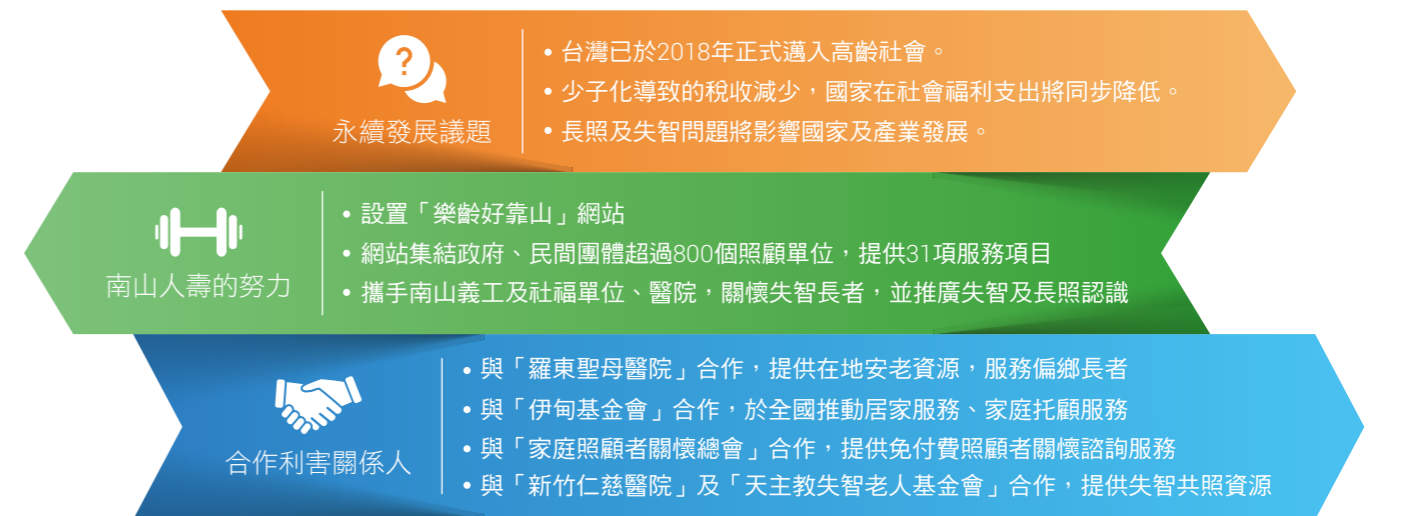 ?
永續發展議題
• 台灣已於2018年正式邁入高齡社會。
• 少子化導致的稅收減少，國家在社會福利支出將同步降低。
• 長照及失智問題將影響國家及產業發展。
南山人壽的努力
• 設置「樂齡好靠山」網站
• 網站集結政府、民間團體超過800個照顧單位，提供31項服務項目
• 攜手南山義工及社福單位、醫院，關懷失智長者，並推廣失智及長照認識
合作利害關係人
• 與「羅東聖母醫院」合作，提供在地安老資源，服務偏鄉長者
• 與「伊甸基金會」合作，於全國推動居家服務、家庭托顧服務
• 與「家庭照顧者關懷總會」合作，提供免付費照顧者關懷諮詢服務
• 與「新竹仁慈醫院」及「天主教失智老人基金會」合作，提供失智共照資源